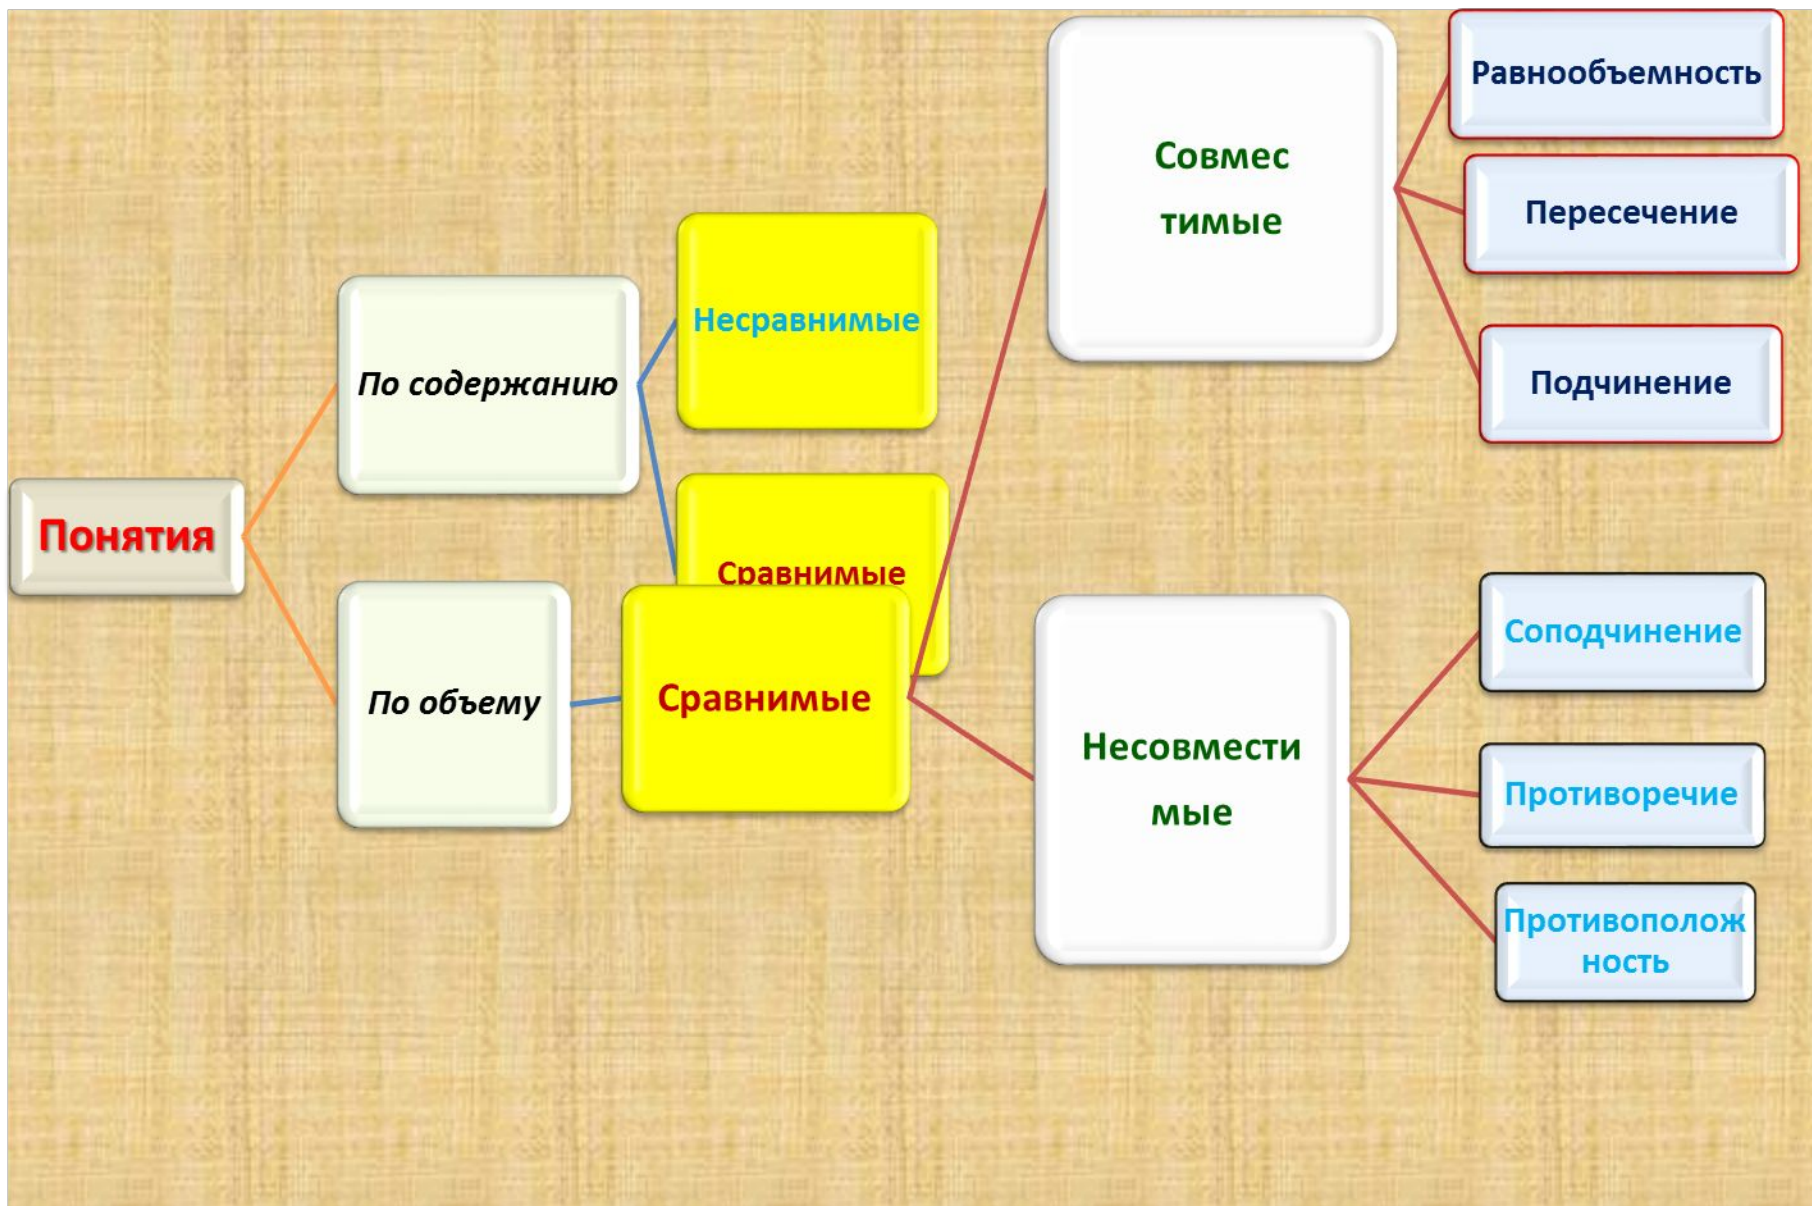 Понятия
По содержанию
По объему
Несравнимые
Сравнимые
Сравнимые
Совмес
тимые
Несовмести
мые
Равнообъемность
Пересечение
Подчинение
Соподчинение
Противоречие
Противополож
ность